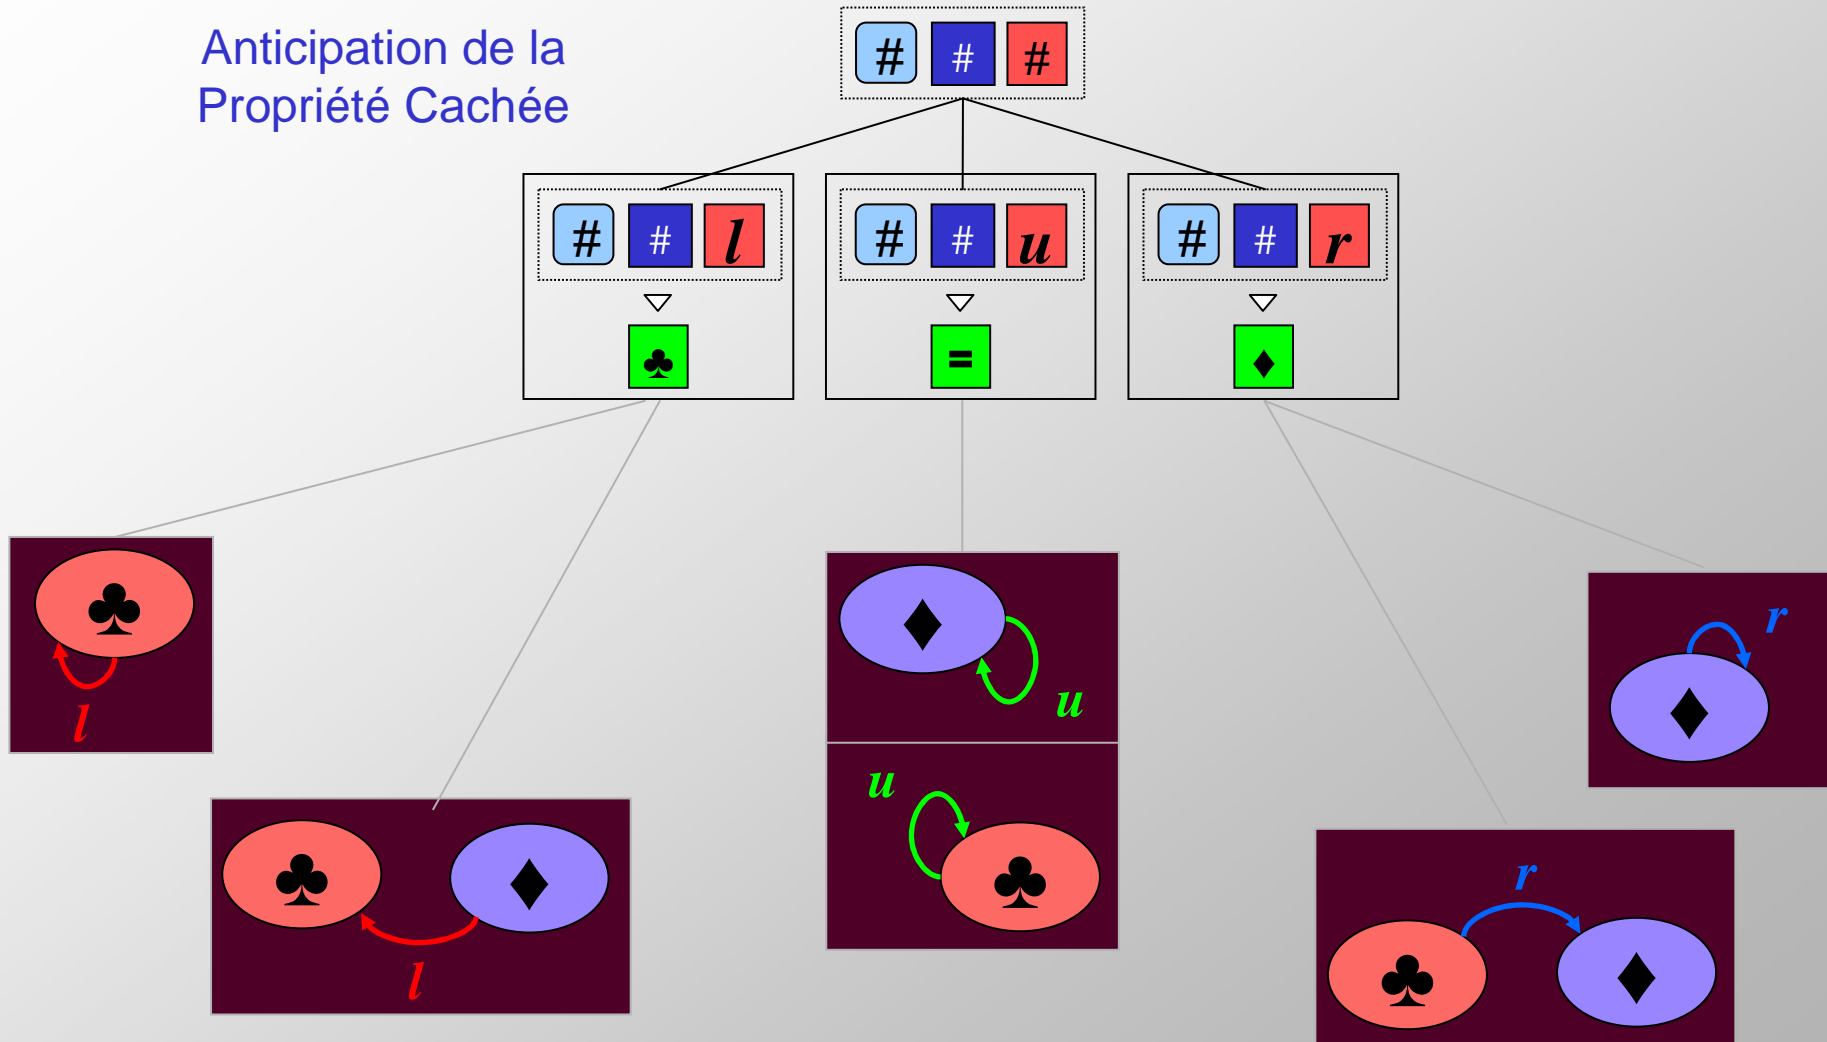 Anticipation de la
Propriété Cachée
# # #
# # l
# # u
# # r
♣
=
♦
♣
l
♦
u
r
♦
u
♣
♣
♦
l
r
♣
♦